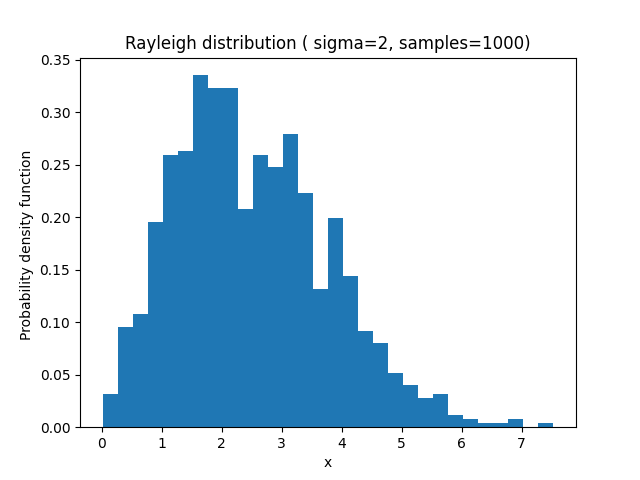 Rayleigh distribution ( sigma=2, samples=1000)
Probability density function
0.35
0.30
0.25
0.20
0.15
0.10
0.05
0.00
0 1 2 3 4 5 6 7
x